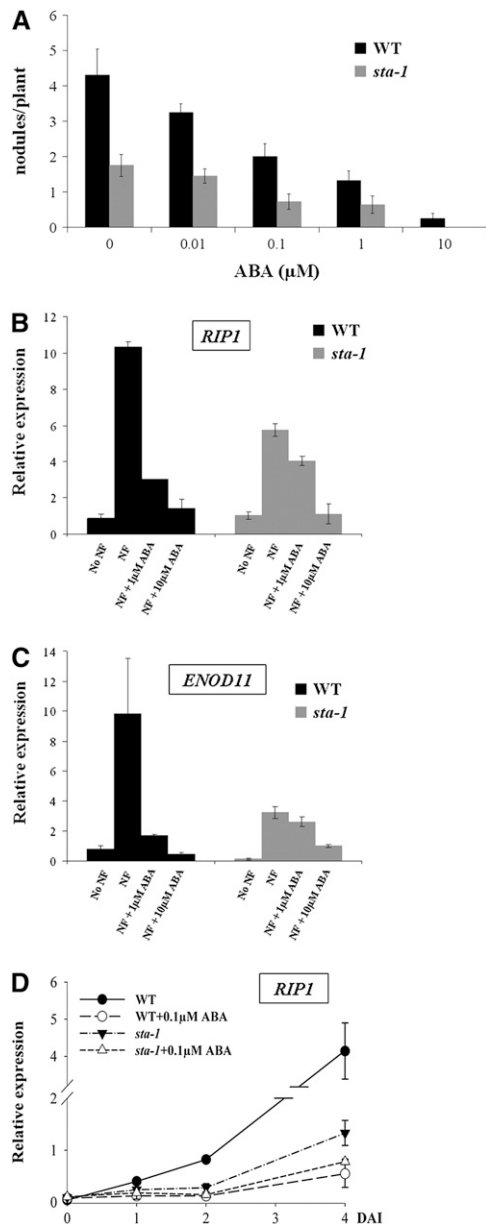 A
WT
sta-1
nodules/plant
6
5
4
3
2
1
0
0 0.01 0.1 1 10
ABA (µM)
B
RIP1
WT
sta-1
Relative expression
12
10
8
6
4
2
0
No NF
NF
NF + 1µM ABA
NF + 10µM ABA
No NF
NF
NF + 1µM ABA
NF + 10µM ABA
C
ENOD11
WT
sta-1
Relative expression
14
12
10
8
6
4
2
0
No NF
NF
NF + 1µM ABA
NF + 10µM ABA
No NF
NF
NF + 1µM ABA
NF + 10µM ABA
D
RIP1
WT
WT+0.1µM ABA
sta-1
sta-1+0.1µM ABA
Relative expression
6
5
4
2
1
0
0 1 2 3 4 DAI